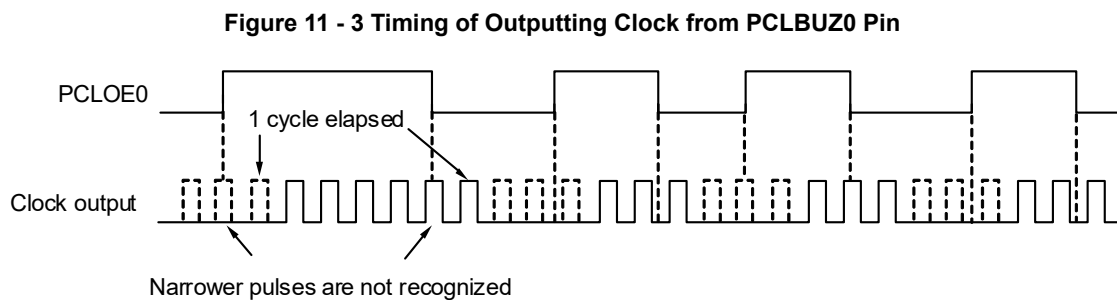 Figure 11 - 3 Timing of Outputting Clock from PCLBUZ0 Pin
PCLOE0
1 cycle elapsed
Clock output
Narrower pulses are not recognized